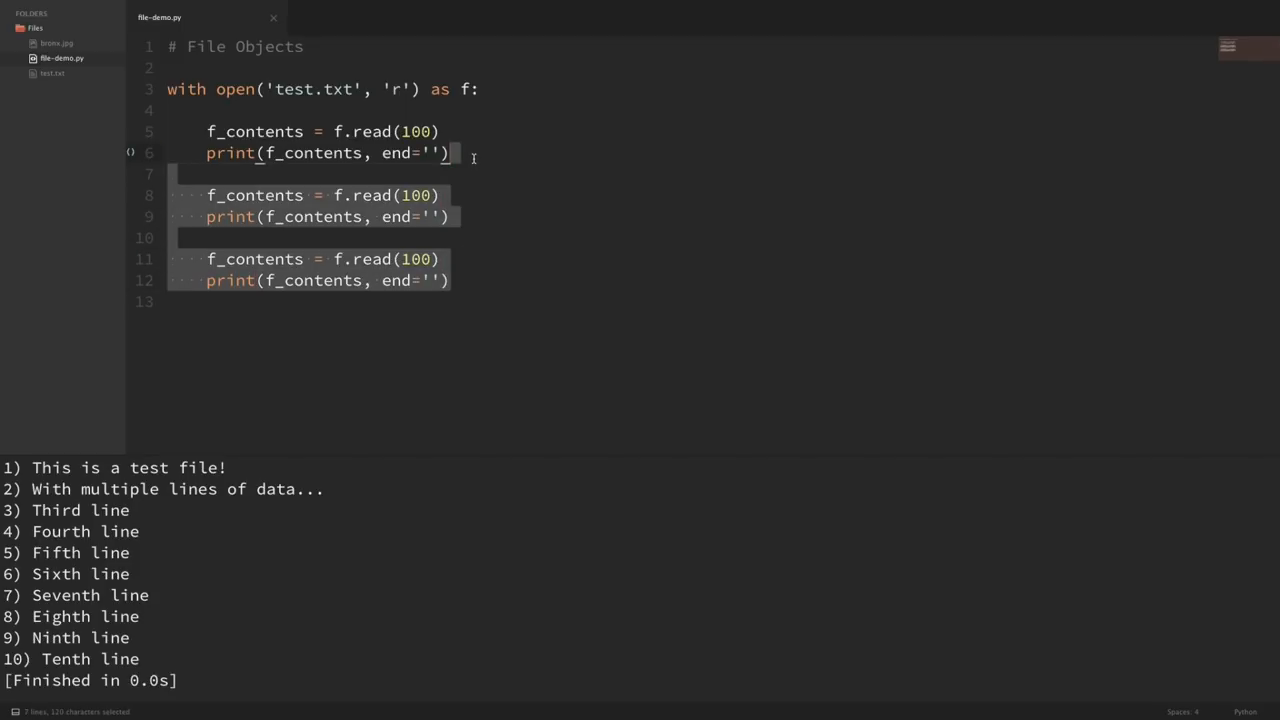 FOLDERS
Files
bronx.jpg
file-demo.py
test.txt
file-demo.py
1 # File Objects
2
3 with open('test.txt', 'r') as f:
4
5     f_contents = f.read(100)
6     print(f_contents, end='')
7
8     f_contents = f.read(100)
9     print(f_contents, end='')
10
11     f_contents = f.read(100)
12     print(f_contents, end='')
13
1) This is a test file!
2) With multiple lines of data...
3) Third line
4) Fourth line
5) Fifth line
6) Sixth line
7) Seventh line
8) Eighth line
9) Ninth line
10) Tenth line
[Finished in 0.0s]
7 lines, 120 characters selected
Spaces: 4
Python